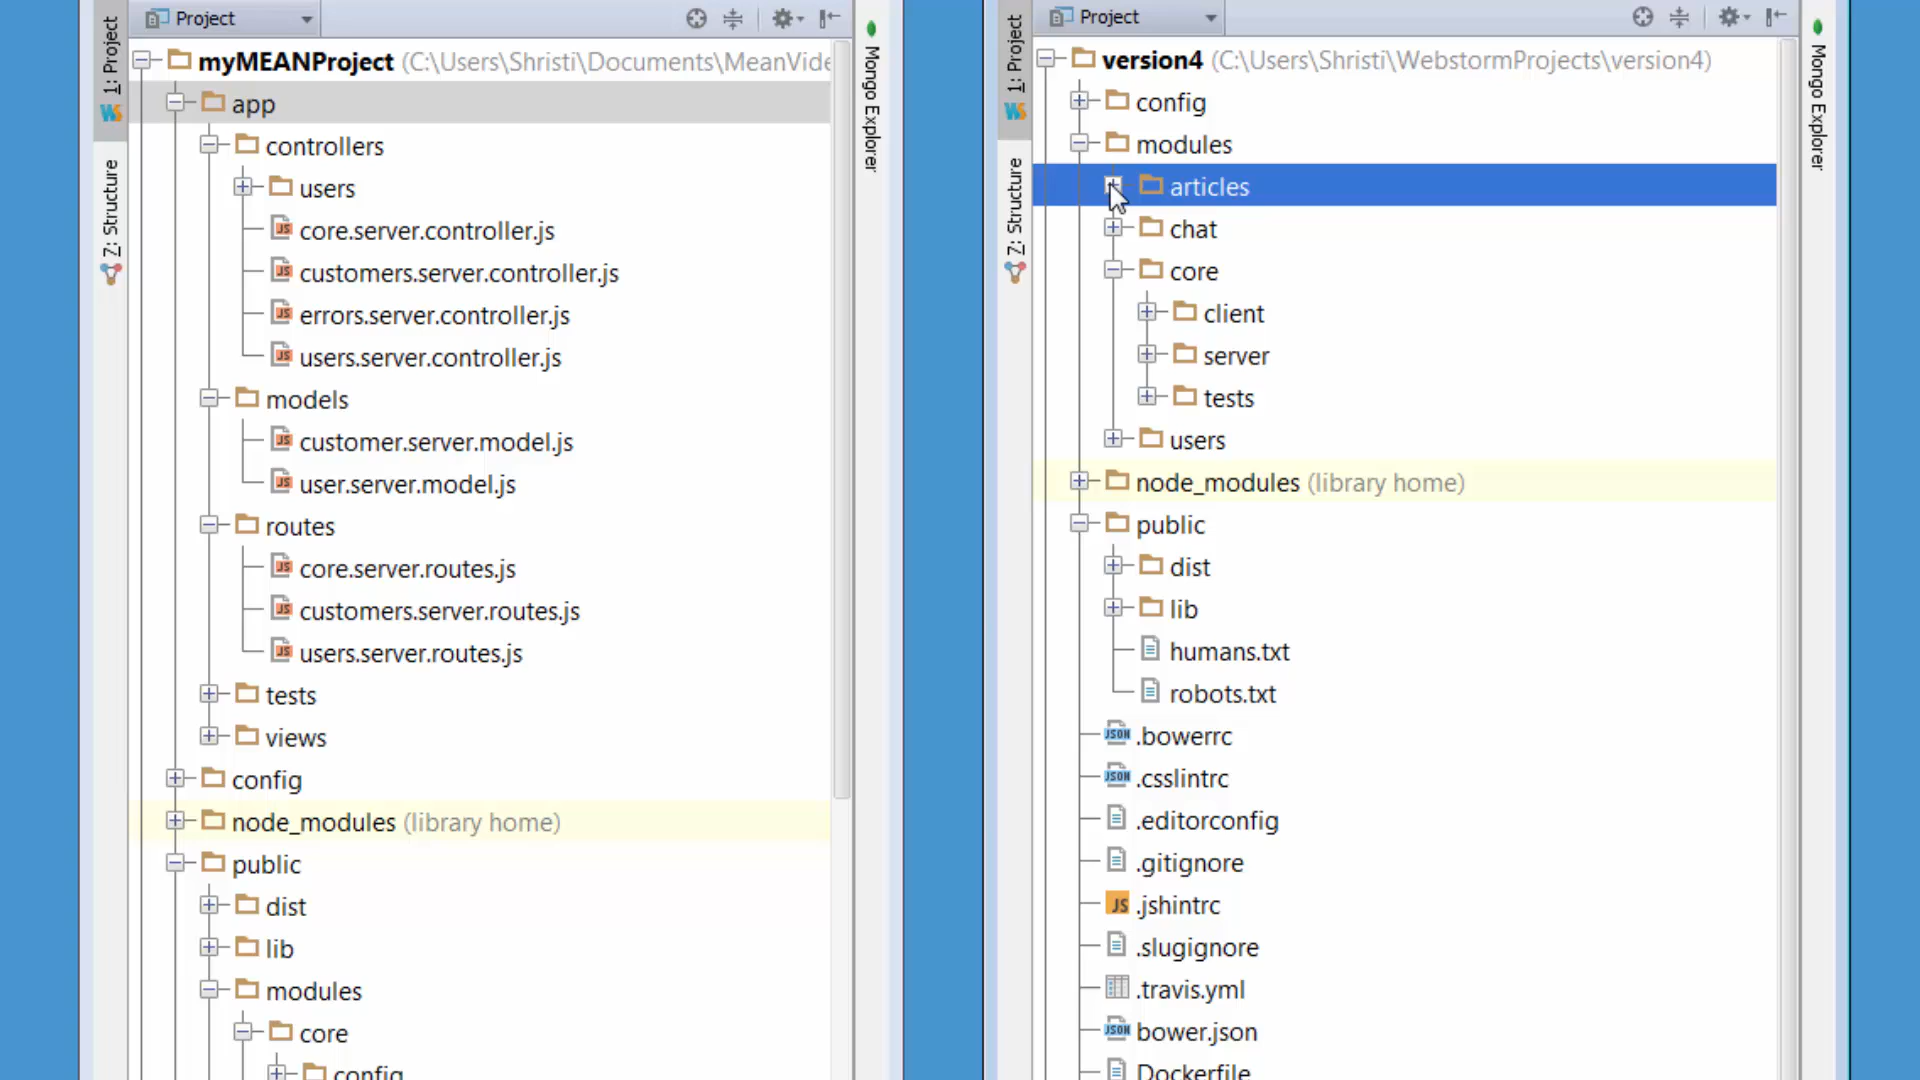 Project
1: Project
Z: Structure
myMEANProject (C:\Users\Shristi\Documents\MeanVide
app
controllers
users
core.server.controller.js
customers.server.controller.js
errors.server.controller.js
users.server.controller.js
models
customer.server.model.js
user.server.model.js
routes
core.server.routes.js
customers.server.routes.js
users.server.routes.js
tests
views
config
node_modules (library home)
public
dist
lib
modules
core
config
Mongo Explorer
Project
1: Project
Z: Structure
version4 (C:\Users\Shristi\WebstormProjects\version4)
config
modules
articles
chat
core
client
server
tests
users
node_modules (library home)
public
dist
lib
humans.txt
robots.txt
.bowerrc
.csslintrc
.editorconfig
.gitignore
.jshintrc
.slugignore
.travis.yml
bower.json
Dockerfile
Mongo Explorer